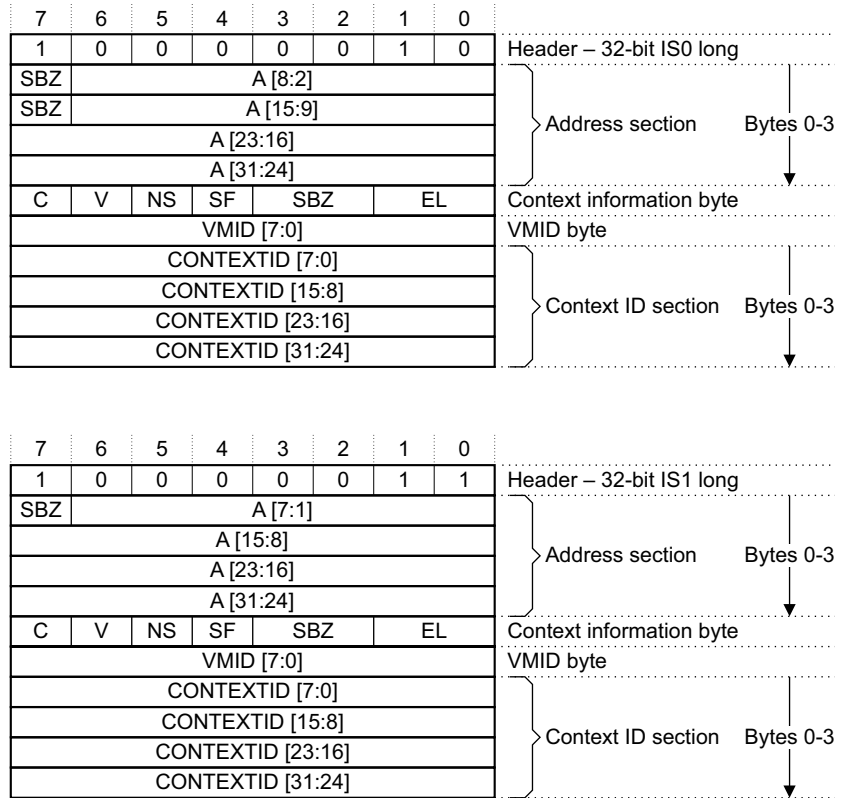 7 6 5 4 3 2 1 0
1 0 0 0 0 0 1 0 Header – 32-bit IS0 long
SBZ A [8:2]
SBZ A [15:9]
Address section Bytes 0-3
A [23:16]
A [31:24]
C V NS SF SBZ EL Context information byte
VMID [7:0] VMID byte
CONTEXTID [7:0]
CONTEXTID [15:8]
Context ID section Bytes 0-3
CONTEXTID [23:16]
CONTEXTID [31:24]
7 6 5 4 3 2 1 0
1 0 0 0 0 0 1 1 Header – 32-bit IS1 long
SBZ A [7:1]
A [15:8]
Address section Bytes 0-3
A [23:16]
A [31:24]
C V NS SF SBZ EL Context information byte
VMID [7:0] VMID byte
CONTEXTID [7:0]
CONTEXTID [15:8]
Context ID section Bytes 0-3
CONTEXTID [23:16]
CONTEXTID [31:24]